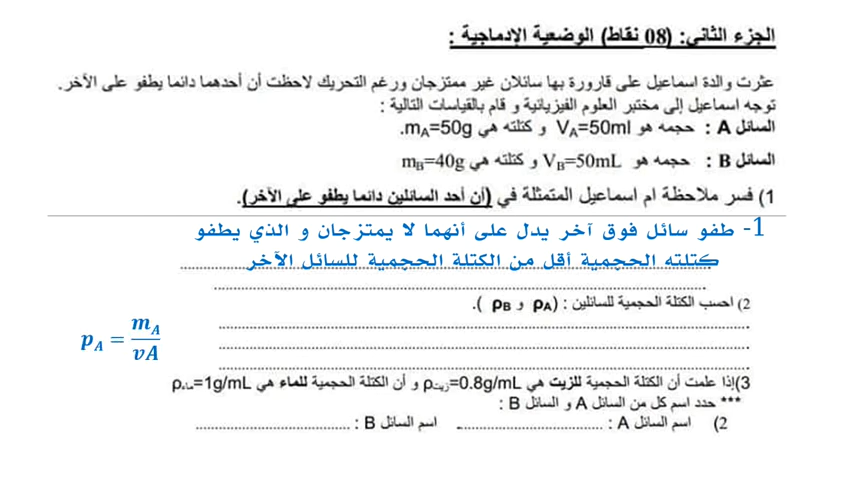 الجزء الثاني: (08 نقاط) الوضعية الإدماجية :
عثرت والدة اسماعيل على قارورة بها سائلان غير ممتزجان ورغم التحريك لاحظت أن أحدهما دائما يطفو على الآخر.
توجه اسماعيل إلى مختبر العلوم الفيزيائية و قام بالقياسات التالية :
السائل A : حجمه هو VA=50ml و كتلته هي mA=50g.
السائل B : حجمه هو VB=50mL و كتلته هي mB=40g
1) فسر ملاحظة ام اسماعيل المتمثلة في (أن أحد السائلين دائما يطفو على الآخر).
1- طفو سائل فوق آخر يدل على أنهما لا يمتزجان و الذي يطفو
كتلته الحجمية أقل من الكتلة الحجمية للسائل الآخر
2) احسب الكتلة الحجمية للسائلين : (ρA و ρB ).
pA = mA / vA
3)إذا علمت أن الكتلة الحجمية للزيت هي ρزيت=0.8g/mL و أن الكتلة الحجمية للماء هي ρماء=1g/mL
*** حدد اسم كل من السائل A و السائل B :
2) اسم السائل A : ........................ اسم السائل B : ........................